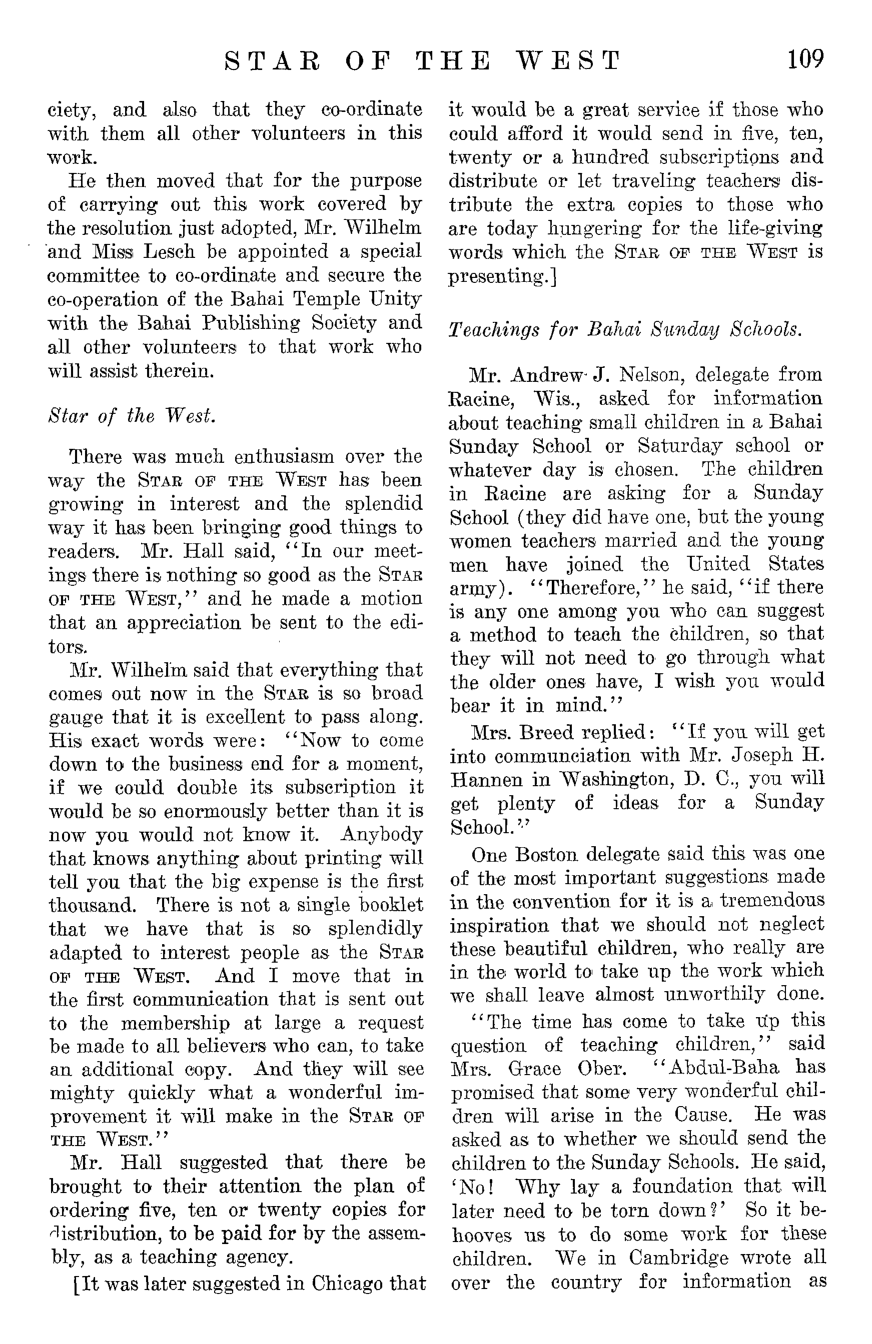 STAR OF THE WEST 109
ciety, and also that they co-ordinate
with them all other volunteers in this
work.
He then moved that for the purpose
of carrying out this work covered by
the resolution just adopted, Mr. Wilhelm
and Miss Lesch be appointed a special
committee to co-ordinate and secure the
co-operation of the Bahai Temple Unity
with the Bahai Publishing Society and
all other volunteers to that work who
will assist therein.
Star of the West.
There was much enthusiasm over the
way the STAR OF THE WEST has been
growing in interest and the splendid
way it has been bringing good things to
readers. Mr. Hall said, "In our meet-
ings there is nothing so good as the STAR
OF THE WEST," and he made a motion
that an appreciation be sent to the edi-
tors.
Mr. Wilhelm said that everything that
comes out now in the STAR is so broad
gauge that it is excellent to pass along.
His exact words were: "Now to come
down to the business end for a moment,
if we could double its subscription it
would be so enormously better than it is
now you would not know it. Anybody
that knows anything about printing will
tell you that the big expense is the first
thousand. There is not a single booklet
that we have that is so splendidly
adapted to interest people as the STAR
OF THE WEST. And I move that in
the first communication that is sent out
to the membership at large a request
be made to all believers who can, to take
an additional copy. And they will see
mighty quickly what a wonderful im-
provement it will make in the STAR OF
THE WEST."
Mr. Hall suggested that there be
brought to their attention the plan of
ordering five, ten or twenty copies for
distribution, to be paid for by the assem-
bly, as a teaching agency.
[It was later suggested in Chicago that
it would be a great service if those who
could afford it would send in five, ten,
twenty or a hundred subscriptions and
distribute or let traveling teachers dis-
tribute the extra copies to those who
are today hungering for the life-giving
words which the STAR OF THE WEST is
presenting.]
Teachings for Bahai Sunday Schools.
Mr. Andrew J. Nelson, delegate from
Racine, Wis., asked for information
about teaching small children in a Bahai
Sunday School or Saturday school or
whatever day is chosen. The children
in Racine are asking for a Sunday
School (they did have one, but the young
women teachers married and the young
men have joined the United States
army). "Therefore," he said, "if there
is any one among you who can suggest
a method to teach the children, so that
they will not need to go through what
the older ones have, I wish you would
bear it in mind."
Mrs. Breed replied: "If you will get
into communciation with Mr. Joseph H.
Hannen in Washington, D. C., you will
get plenty of ideas for a Sunday
School."
One Boston delegate said this was one
of the most important suggestions made
in the convention for it is a tremendous
inspiration that we should not neglect
these beautiful children, who really are
in the world to take up the work which
we shall leave almost unworthily done.
"The time has come to take up this
question of teaching children," said
Mrs. Grace Ober. "Abdul-Baha has
promised that some very wonderful chil-
dren will arise in the Cause. He was
asked as to whether we should send the
children to the Sunday Schools. He said,
'No! Why lay a foundation that will
later need to be torn down?' So it be-
hooves us to do some work for these
children. We in Cambridge wrote all
over the country for information as